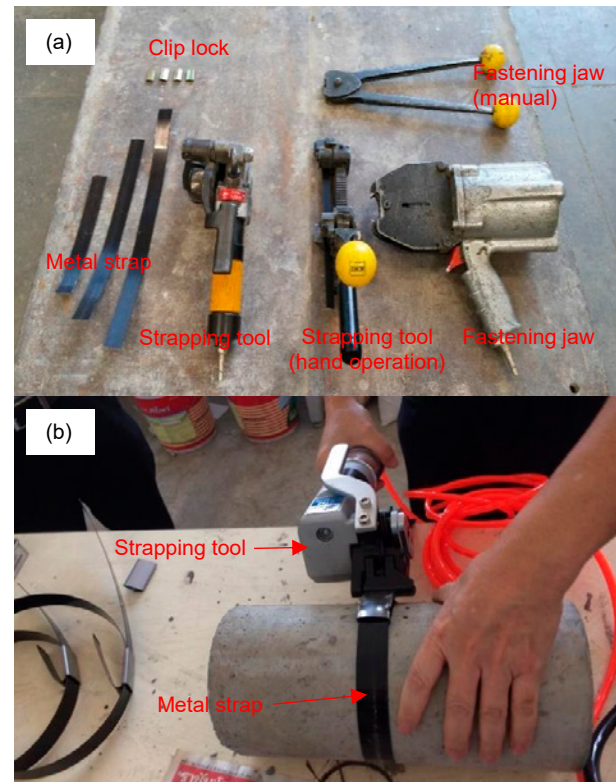 (a)
Clip lock
Fastening jaw
(manual)
Metal strap
Strapping tool
Strapping tool
(hand operation)
Fastening jaw
(b)
Strapping tool
Metal strap